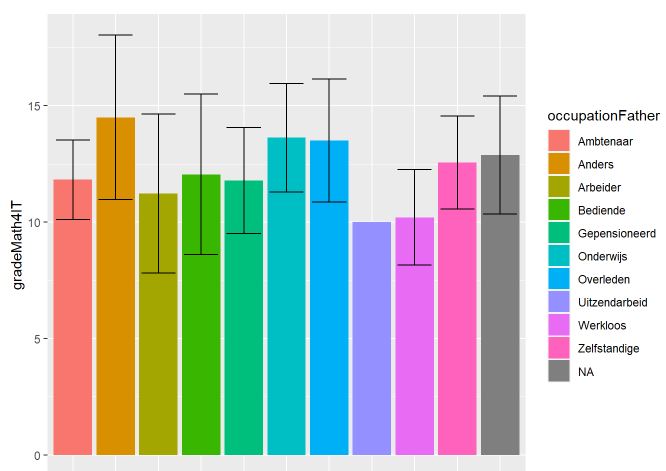 15
10
5
0
gradeMath4IT
occupationFather
Ambtenaar
Anders
Arbeider
Bediende
Gepensioneerd
Onderwijs
Overleden
Uitzendarbeid
Werkloos
Zelfstandige
NA